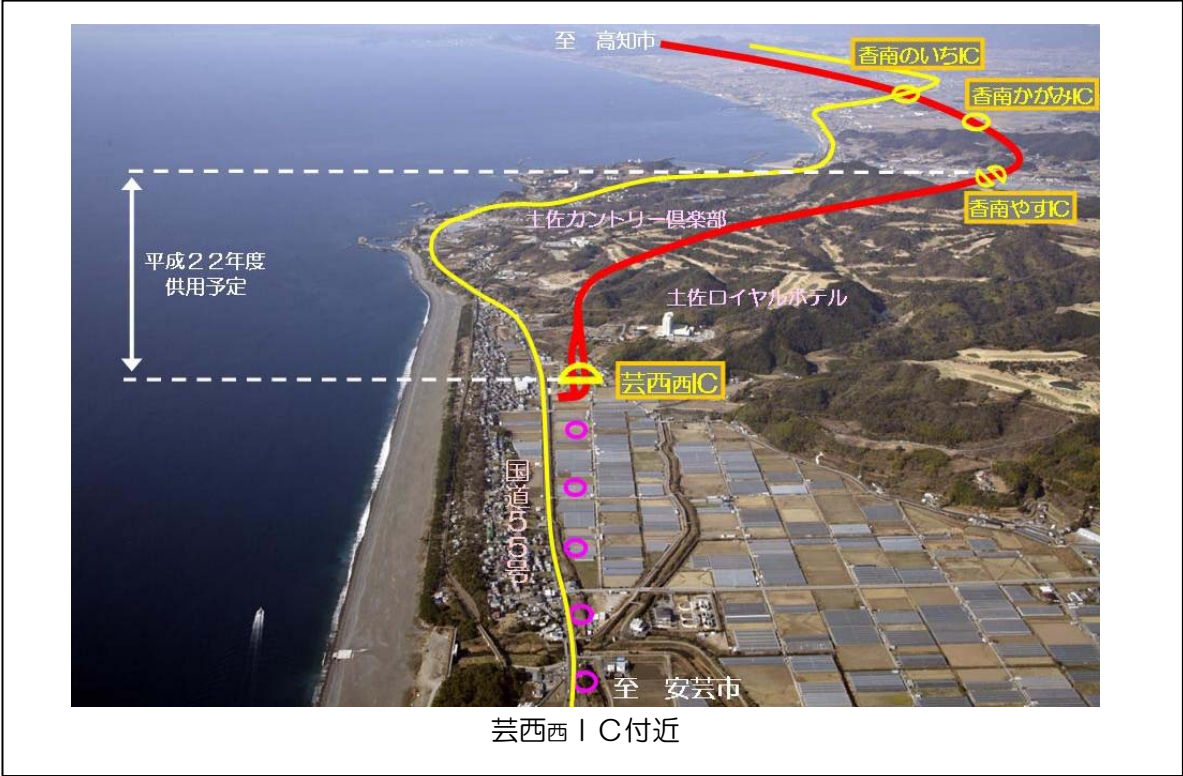 至　高知市
香南のいちIC
香南かがみIC
香南やすIC
土佐カントリー倶楽部
平成２２年度
供用予定
土佐ロイヤルホテル
芸西西IC
国道５５号
至　安芸市
芸西西ＩＣ付近